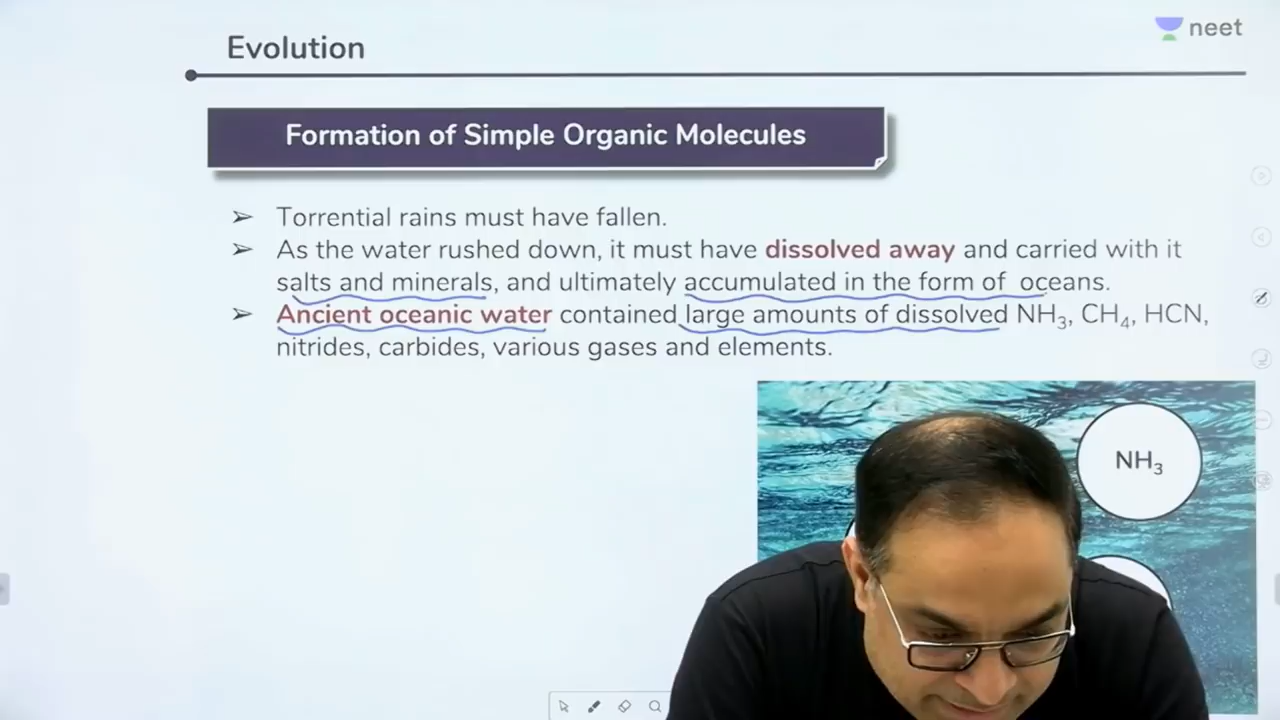 Evolution
neet
Formation of Simple Organic Molecules
➢ Torrential rains must have fallen.
➢ As the water rushed down, it must have dissolved away and carried with it
salts and minerals, and ultimately accumulated in the form of oceans.
➢ Ancient oceanic water contained large amounts of dissolved NH₃, CH₄, HCN,
nitrides, carbides, various gases and elements.
NH₃